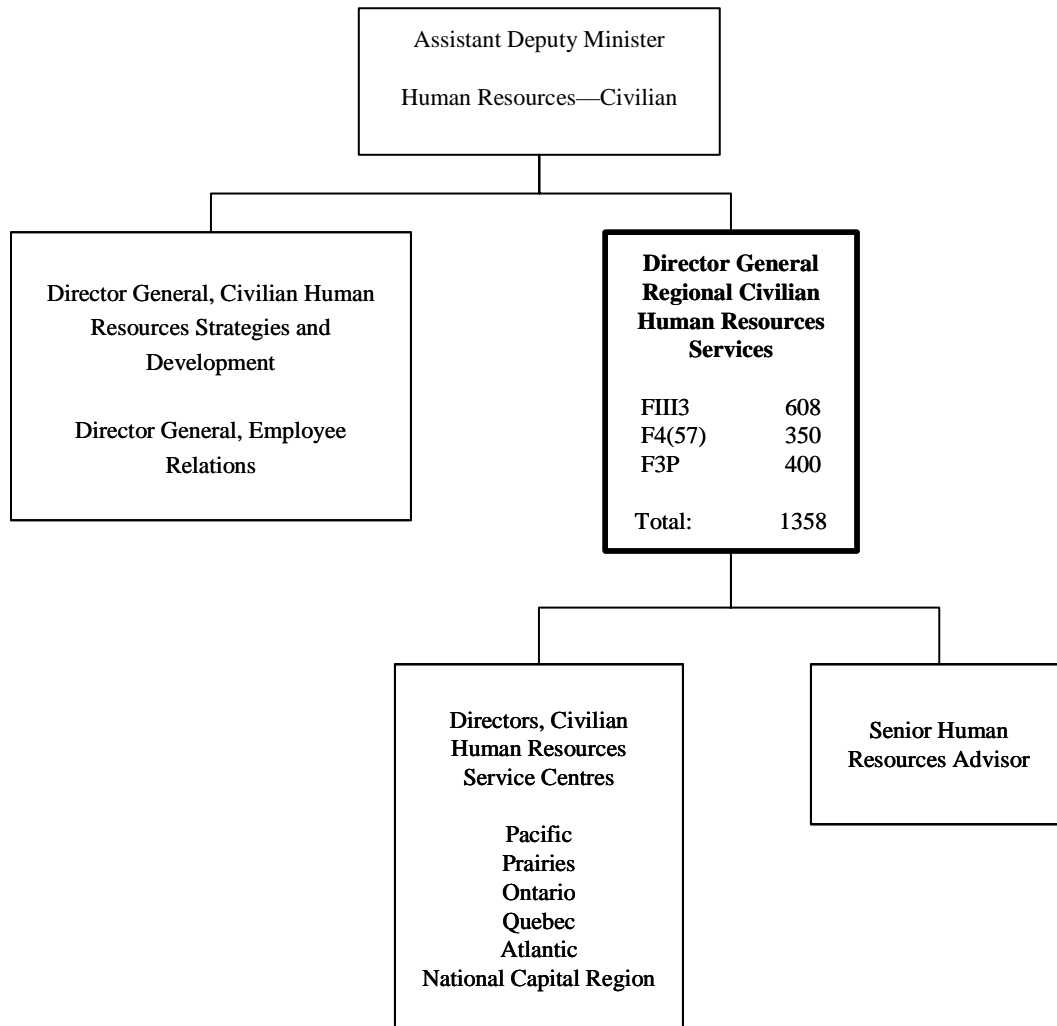 Assistant Deputy Minister
Human Resources—Civilian
Director General, Civilian Human
Resources Strategies and
Development
Director General, Employee
Relations
Director General
Regional Civilian
Human Resources
Services
FIII3 608
F4(57) 350
F3P 400
Total: 1358
Directors, Civilian
Human Resources
Service Centres
Pacific
Prairies
Ontario
Quebec
Atlantic
National Capital Region
Senior Human
Resources Advisor